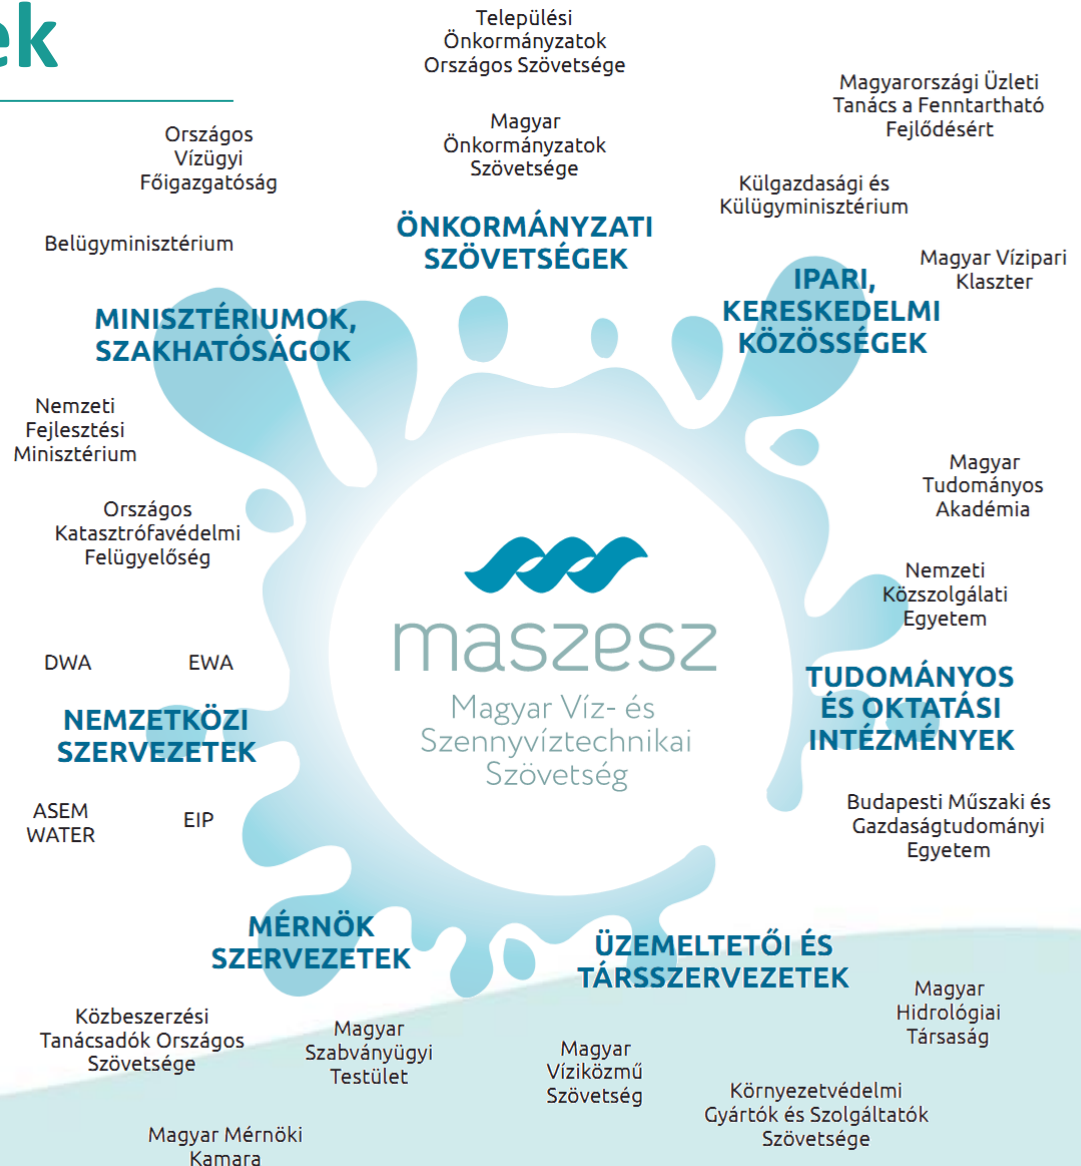 ek
Települési
Önkormányzatok
Országos Szövetsége
Magyar
Önkormányzatok
Szövetsége
ÖNKORMÁNYZATI
SZÖVETSÉGEK
Magyarországi Üzleti
Tanács a Fenntartható
Fejlődésért
Külgazdasági és
Külügyminisztérium
Magyar Vízipari
Klaszter
IPARI,
KERESKEDELMI
KÖZÖSSÉGEK
Országos
Vízügyi
Főigazgatóság
Belügyminisztérium
MINISZTÉRIUMOK,
SZAKHATÓSÁGOK
Nemzeti
Fejlesztési
Minisztérium
Országos
Katasztrófavédelmi
Felügyelőség
Magyar
Tudományos
Akadémia
Nemzeti
Közszolgálati
Egyetem
TUDOMÁNYOS
ÉS OKTATÁSI
INTÉZMÉNYEK
Budapesti Műszaki és
Gazdaságtudományi
Egyetem
maszesz
Magyar Víz- és
Szennyvíztechnikai
Szövetség
DWA
EWA
NEMZETKÖZI
SZERVEZETEK
ASEM
WATER
EIP
MÉRNÖK
SZERVEZETEK
Közbeszerzési
Tanácsadók Országos
Szövetsége
Magyar
Szabványügyi
Testület
Magyar Mérnöki
Kamara
ÜZEMELTETŐI ÉS
TÁRSSZERVEZETEK
Magyar
Hidrológiai
Társaság
Magyar
Víziközmű
Szövetség
Környezetvédelmi
Gyártók és Szolgáltatók
Szövetsége